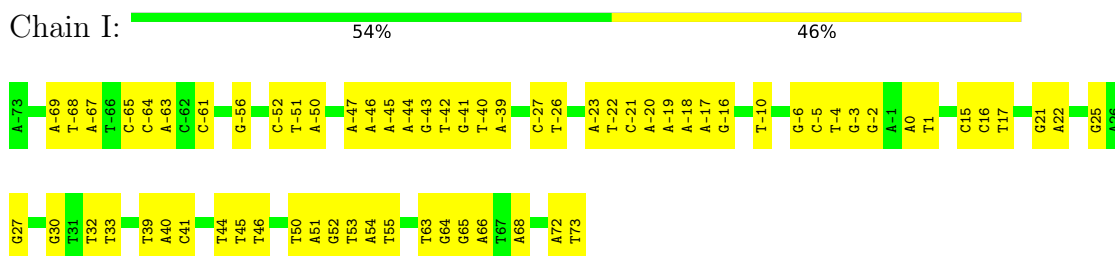 Chain I:
54% 46%
A-73 A-69 T-68 A-67 T-66 C-65 C-64 A-63 C-62 C-61 G-56 C-52 T-51 A-50 A-47 A-46 A-45 A-44 G-43 T-42 G-41 T-40 A-39 C-27 T-26 A-23 T-22 C-21 A-20 A-19 A-18 A-17 G-16 T-10 G-6 C-5 T-4 G-3 G-2 A-1 A0 T1 C15 C16 T17 G21 A22 G25 A26
G27 G30 T31 T32 T33 T39 A40 C41 T44 T45 T46 T50 A51 G52 T53 A54 T55 T63 G64 G65 A66 T67 A68 A72 T73